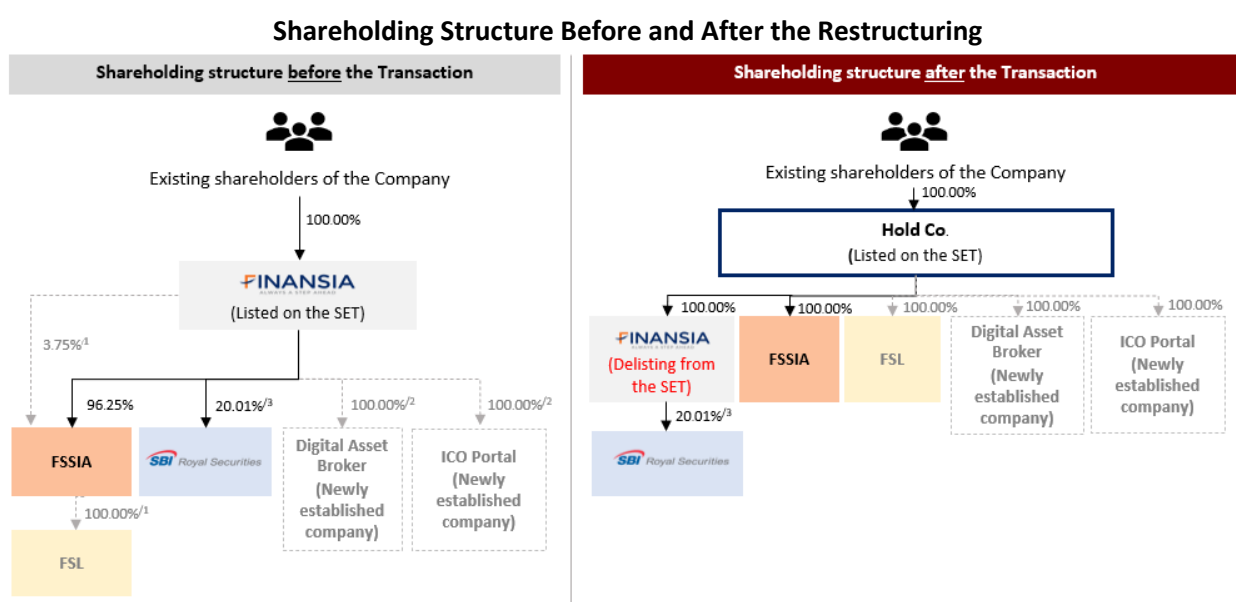 Shareholding Structure Before and After the Restructuring
Shareholding structure before the Transaction
Existing shareholders of the Company
100.00%
FINANSIA
ALWAYS A STEP AHEAD
(Listed on the SET)
3.75%/1
96.25%
20.01%/3
100.00%/2
100.00%/2
FSSIA
SBI Royal Securities
Digital Asset
Broker
(Newly
established
company)
ICO Portal
(Newly
established
company)
100.00%/1
FSL
Shareholding structure after the Transaction
Existing shareholders of the Company
100.00%
Hold Co.
(Listed on the SET)
100.00%
100.00%
100.00%
100.00%
100.00%
FINANSIA
ALWAYS A STEP AHEAD
(Delisting from
the SET)
FSSIA
FSL
Digital Asset
Broker
(Newly
established
company)
ICO Portal
(Newly
established
company)
20.01%/3
SBI Royal Securities